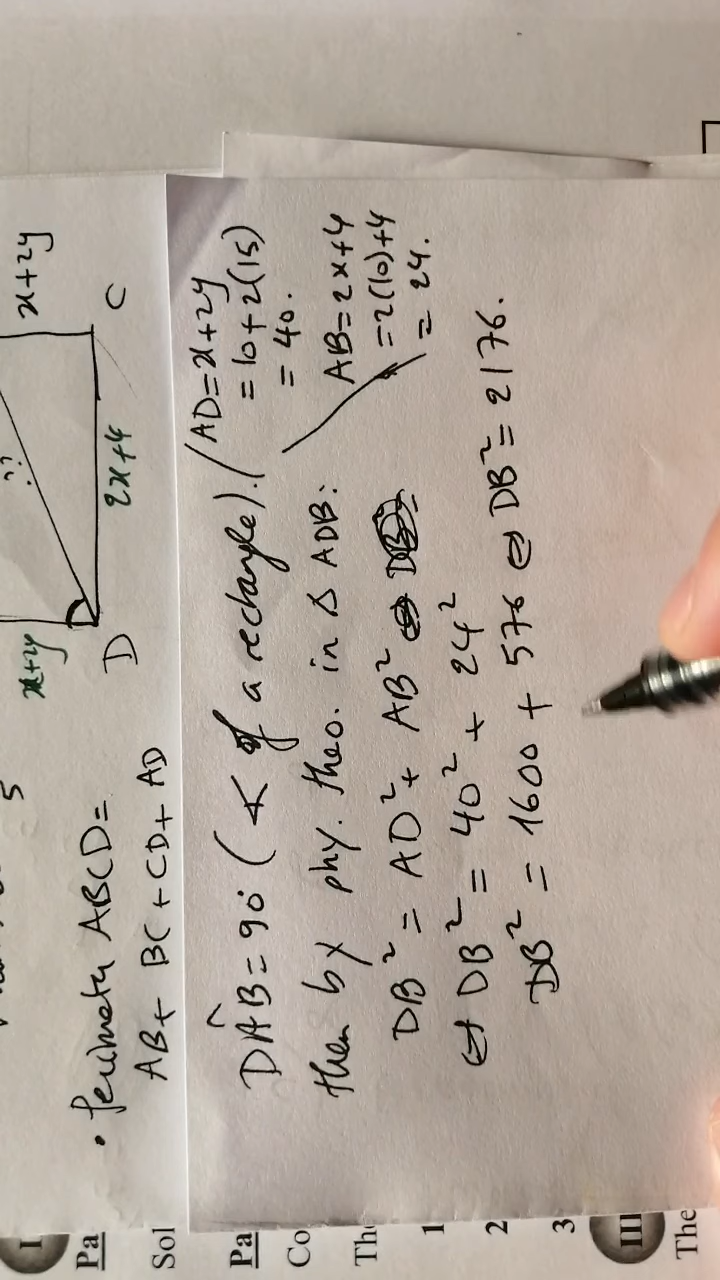 x+2y
x+2y
??
2x+4
C
D
5
• Perimeter ABCD=
AB+ BC+CD+AD
DÂB=90° (∢ of a rectangle).
(AD=x+2y
=10+2(15)
= 40.
AB=2x+4
=2(10)+4
= 24.
then by phy. theo. in Δ ADB:
DB² = AD²+ AB²
⇔ DB² = 40² + 24²
DB² = 1600 + 576 ⇔ DB² = 2176.
I
Pa
Sol
Pa
Co
Th
1
2
3
III
The